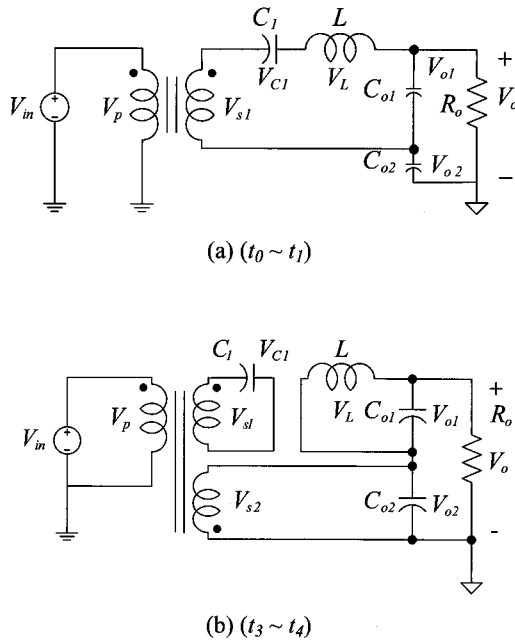 C1 L
Vin Vp Vs1 VC1 VL Co1 Vo1 Ro + Vo
Co2 Vo2 −
(a) (t0 ~ t1)
C1 VC1 L
Vin Vp Vs1 VL Co1 Vo1 + Ro
Vs2 Co2 Vo2 Vo -
(b) (t3 ~ t4)